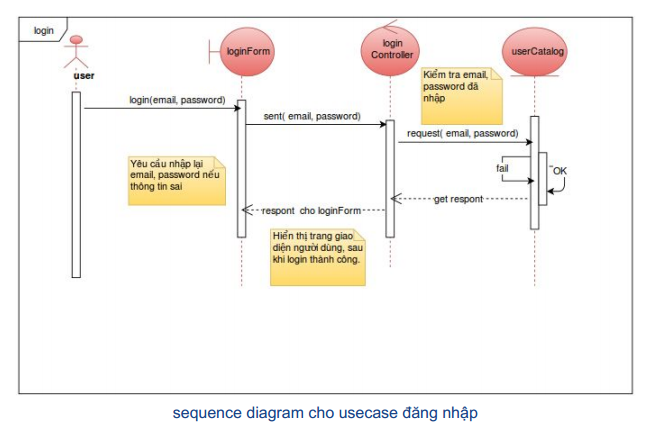 login
user
loginForm
login
Controller
userCatalog
Kiểm tra email,
password đã
nhập
login(email, password)
sent( email, password)
request( email, password)
Yêu cầu nhập lại
email, password nếu
thông tin sai
fail
OK
get respont
respont cho loginForm
Hiển thị trang giao
diện người dùng, sau
khi login thành công.
sequence diagram cho usecase đăng nhập